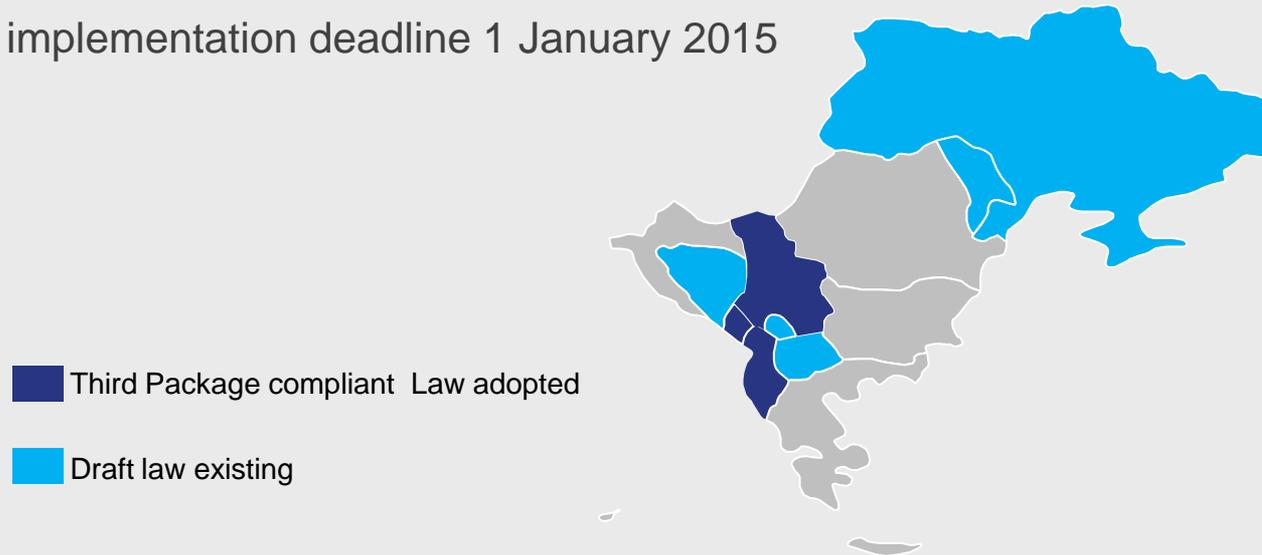 implementation deadline 1 January 2015
Third Package compliant  Law adopted
Draft law existing